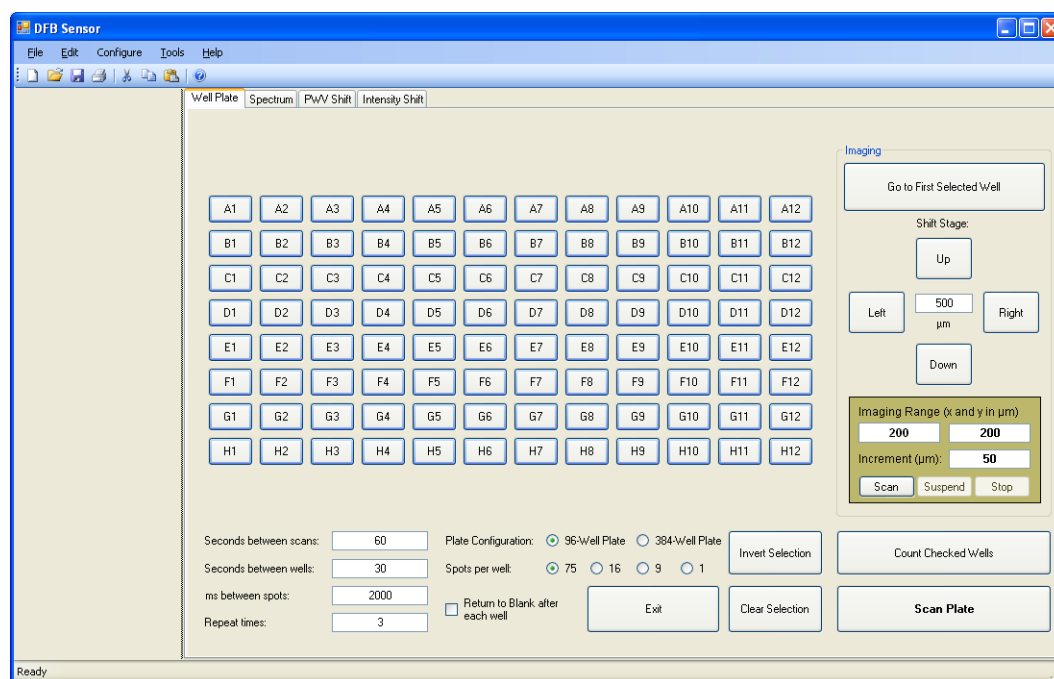 DFB Sensor
File Edit Configure Tools Help
Well Plate Spectrum PWV Shift Intensity Shift
Imaging
Go to First Selected Well
Shift Stage:
Up
Left 500 Right
µm
Down
A1 A2 A3 A4 A5 A6 A7 A8 A9 A10 A11 A12
B1 B2 B3 B4 B5 B6 B7 B8 B9 B10 B11 B12
C1 C2 C3 C4 C5 C6 C7 C8 C9 C10 C11 C12
D1 D2 D3 D4 D5 D6 D7 D8 D9 D10 D11 D12
E1 E2 E3 E4 E5 E6 E7 E8 E9 E10 E11 E12
F1 F2 F3 F4 F5 F6 F7 F8 F9 F10 F11 F12
G1 G2 G3 G4 G5 G6 G7 G8 G9 G10 G11 G12
H1 H2 H3 H4 H5 H6 H7 H8 H9 H10 H11 H12
Imaging Range (x and y in µm)
200 200
Increment (µm): 50
Scan Suspend Stop
Seconds between scans: 60
Seconds between wells: 30
ms between spots: 2000
Repeat times: 3
Plate Configuration: 96-Well Plate 384-Well Plate
Spots per well: 75 16 9 1
Return to Blank after
each well
Exit
Invert Selection
Clear Selection
Count Checked Wells
Scan Plate
Ready